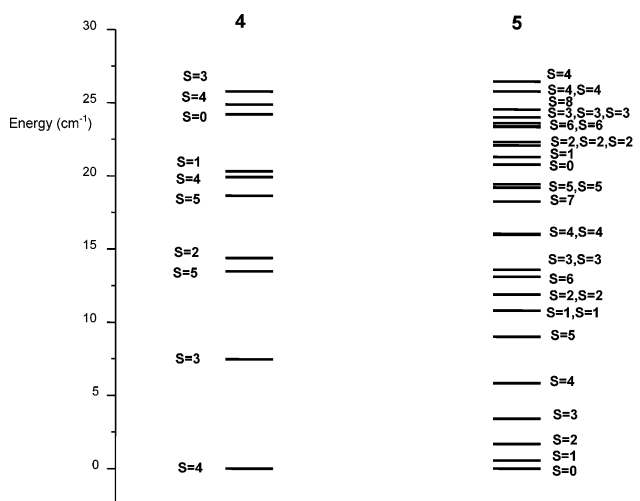 4
5
30
25
20
15
10
5
0
Energy (cm-1)
S=3
S=4
S=0
S=1
S=4
S=5
S=2
S=5
S=3
S=4
S=4
S=4,S=4
S=8
S=3,S=3,S=3
S=6,S=6
S=2,S=2,S=2
S=1
S=0
S=5,S=5
S=7
S=4,S=4
S=3,S=3
S=6
S=2,S=2
S=1,S=1
S=5
S=4
S=3
S=2
S=1
S=0